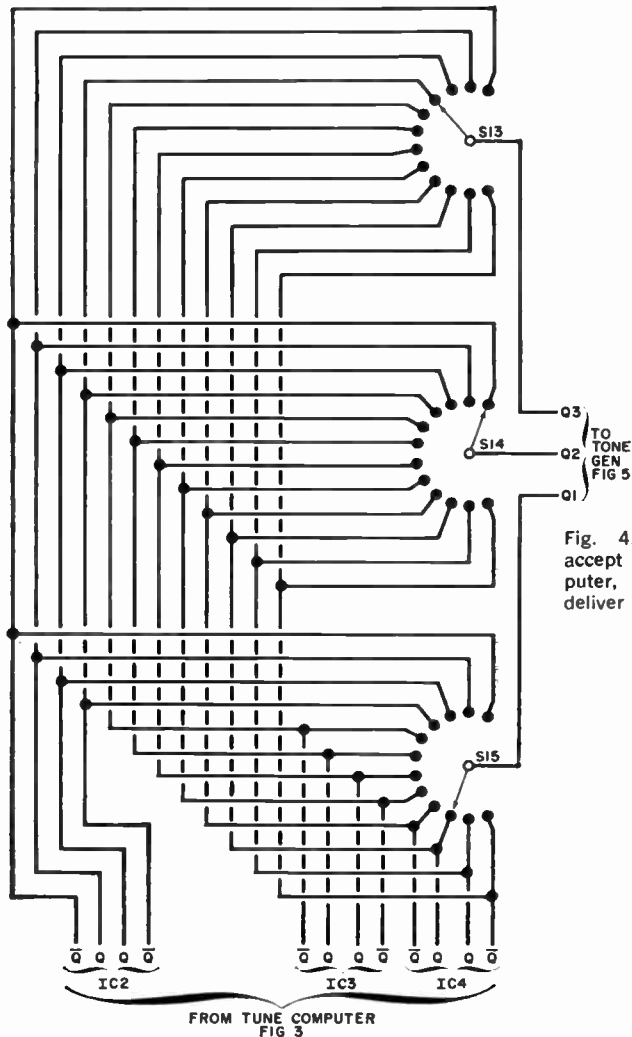 S13
S14
Q3
Q2
Q1
TO
TONE
GEN
FIG 5
Fig. 4
accept
puter,
deliver
S15
Q̅ Q Q Q̅ Q̅ Q Q Q̅ Q̅ Q Q Q̅
IC2 IC3 IC4
FROM TUNE COMPUTER
FIG 3